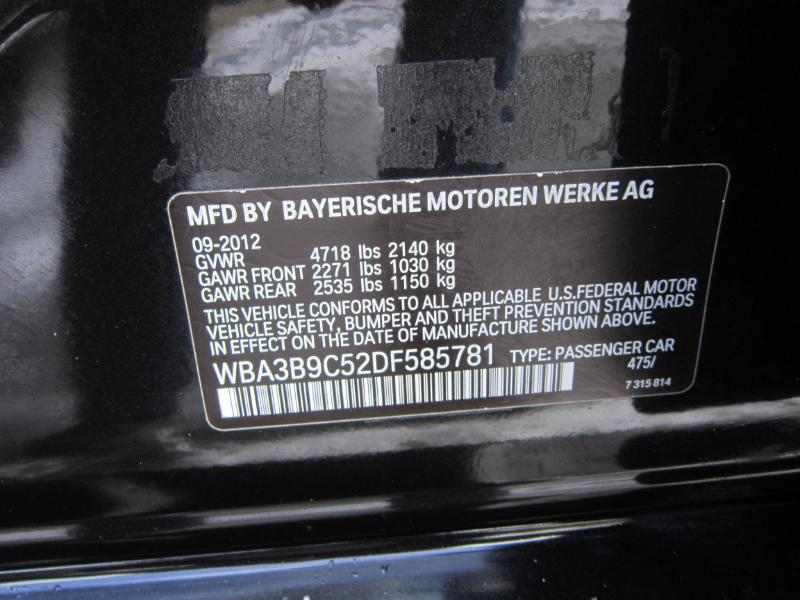 MFD BY BAYERISCHE MOTOREN WERKE AG
09-2012
GVWR 4718 lbs 2140 kg
GAWR FRONT 2271 lbs 1030 kg
GAWR REAR 2535 lbs 1150 kg
THIS VEHICLE CONFORMS TO ALL APPLICABLE U.S.FEDERAL MOTOR
VEHICLE SAFETY, BUMPER AND THEFT PREVENTION STANDARDS
IN EFFECT ON THE DATE OF MANUFACTURE SHOWN ABOVE.
WBA3B9C52DF585781 TYPE: PASSENGER CAR
475/
7 315 814